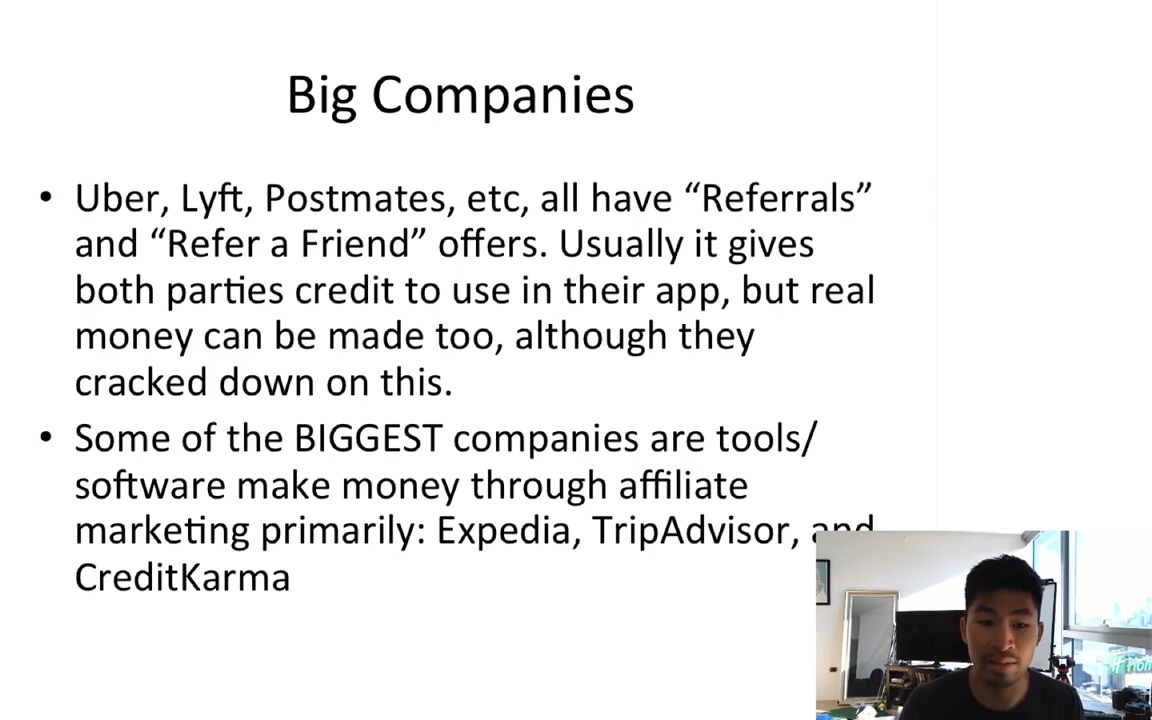 Big Companies
• Uber, Lyft, Postmates, etc, all have “Referrals”
and “Refer a Friend” offers. Usually it gives
both parties credit to use in their app, but real
money can be made too, although they
cracked down on this.
• Some of the BIGGEST companies are tools/
software make money through affiliate
marketing primarily: Expedia, TripAdvisor, and
CreditKarma